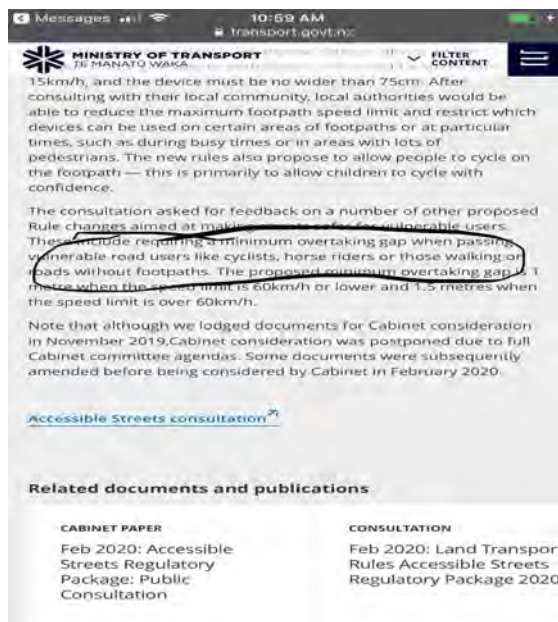 Messages
10:59 AM
transport.govt.nz
MINISTRY OF TRANSPORT
TE MANATŪ WAKA
FILTER
CONTENT
15km/h, and the device must be no wider than 75cm. After
consulting with their local community, local authorities would be
able to reduce the maximum footpath speed limit and restrict which
devices can be used on certain areas of footpaths or at particular
times, such as during busy times or in areas with lots of
pedestrians. The new rules also propose to allow people to cycle on
the footpath — this is primarily to allow children to cycle with
confidence.
The consultation asked for feedback on a number of other proposed
Rule changes aimed at making safer for vulnerable users.
These include requiring a minimum overtaking gap when passing
vulnerable road users like cyclists, horse riders or those walking on
roads without footpaths. The proposed minimum overtaking gap is 1
metre when the speed limit is 60km/h or lower and 1.5 metres when
the speed limit is over 60km/h.
Note that although we lodged documents for Cabinet consideration
in November 2019,Cabinet consideration was postponed due to full
Cabinet committee agendas. Some documents were subsequently
amended before being considered by Cabinet in February 2020.
Accessible Streets consultation
Related documents and publications
CABINET PAPER
Feb 2020: Accessible
Streets Regulatory
Package: Public
Consultation
CONSULTATION
Feb 2020: Land Transpor
Rules Accessible Streets
Regulatory Package 2020